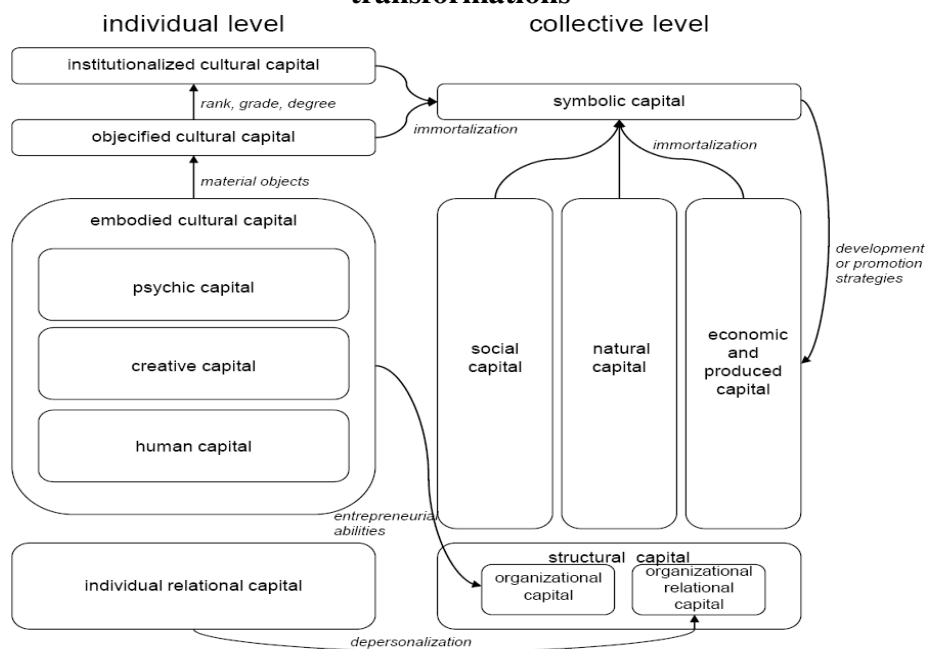 transformations
individual level
collective level
institutionalized cultural capital
rank, grade, degree
objecified cultural capital
immortalization
material objects
embodied cultural capital
psychic capital
creative capital
human capital
entrepreneurial
abilities
individual relational capital
symbolic capital
immortalization
development
or promotion
strategies
social
capital
natural
capital
economic
and
produced
capital
structural capital
organizational
capital
organizational
relational
capital
depersonalization